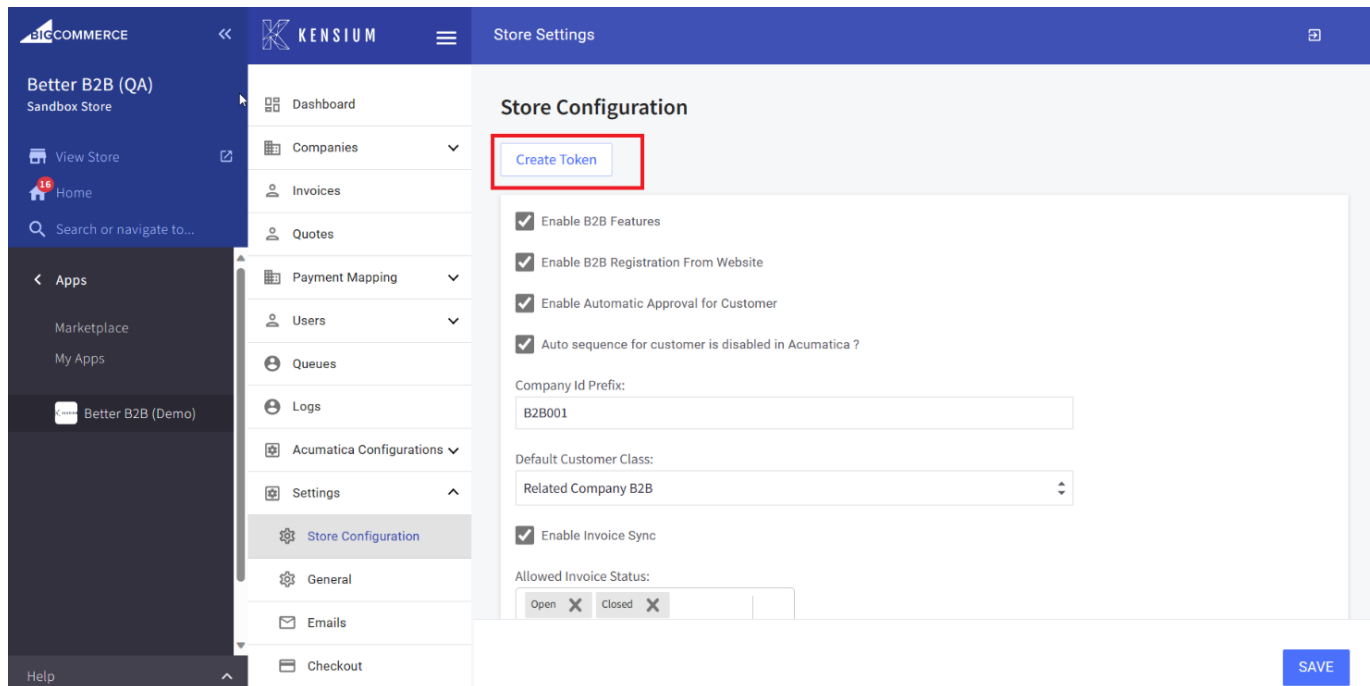 BIGCOMMERCE
Better B2B (QA)
Sandbox Store
View Store
16
Home
Search or navigate to...
Apps
Marketplace
My Apps
Better B2B (Demo)
Help
KENSIUM
Dashboard
Companies
Invoices
Quotes
Payment Mapping
Users
Queues
Logs
Acumatica Configurations
Settings
Store Configuration
General
Emails
Checkout
Store Settings
Store Configuration
Create Token
Enable B2B Features
Enable B2B Registration From Website
Enable Automatic Approval for Customer
Auto sequence for customer is disabled in Acumatica ?
Company Id Prefix:
B2B001
Default Customer Class:
Related Company B2B
Enable Invoice Sync
Allowed Invoice Status:
Open Closed
SAVE